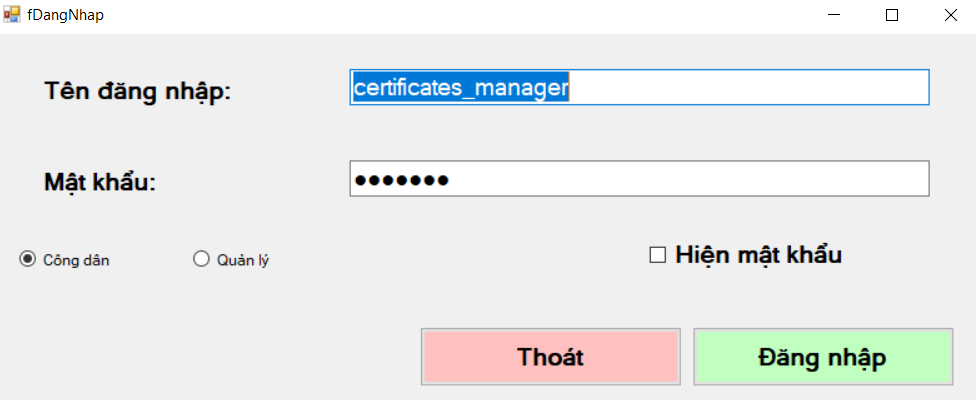 fDangNhap
Tên đăng nhập: certificates_manager
Mật khẩu: ●●●●●●●
Công dân Quản lý Hiện mật khẩu
Thoát Đăng nhập